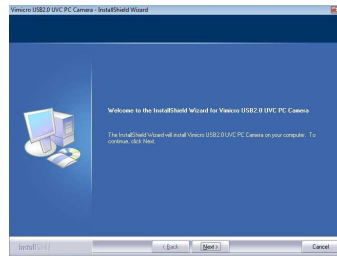 Vimicro USB2.0 UVC PC Camera - InstallShield Wizard
Welcome to the InstallShield Wizard for Vimicro USB2.0 UVC PC Camera
The InstallShield Wizard will install Vimicro USB2.0 UVC PC Camera on your computer. To
continue, click Next.
InstallShield
< Back
Next >
Cancel